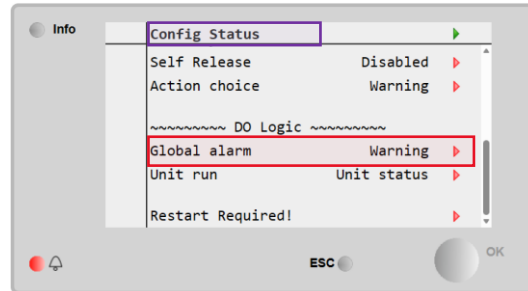 Info
Config Status
Self Release Disabled
Action choice Warning
~~~~~~~~~ DO Logic ~~~~~~~~~
Global alarm Warning
Unit run Unit status
Restart Required!
ESC
OK